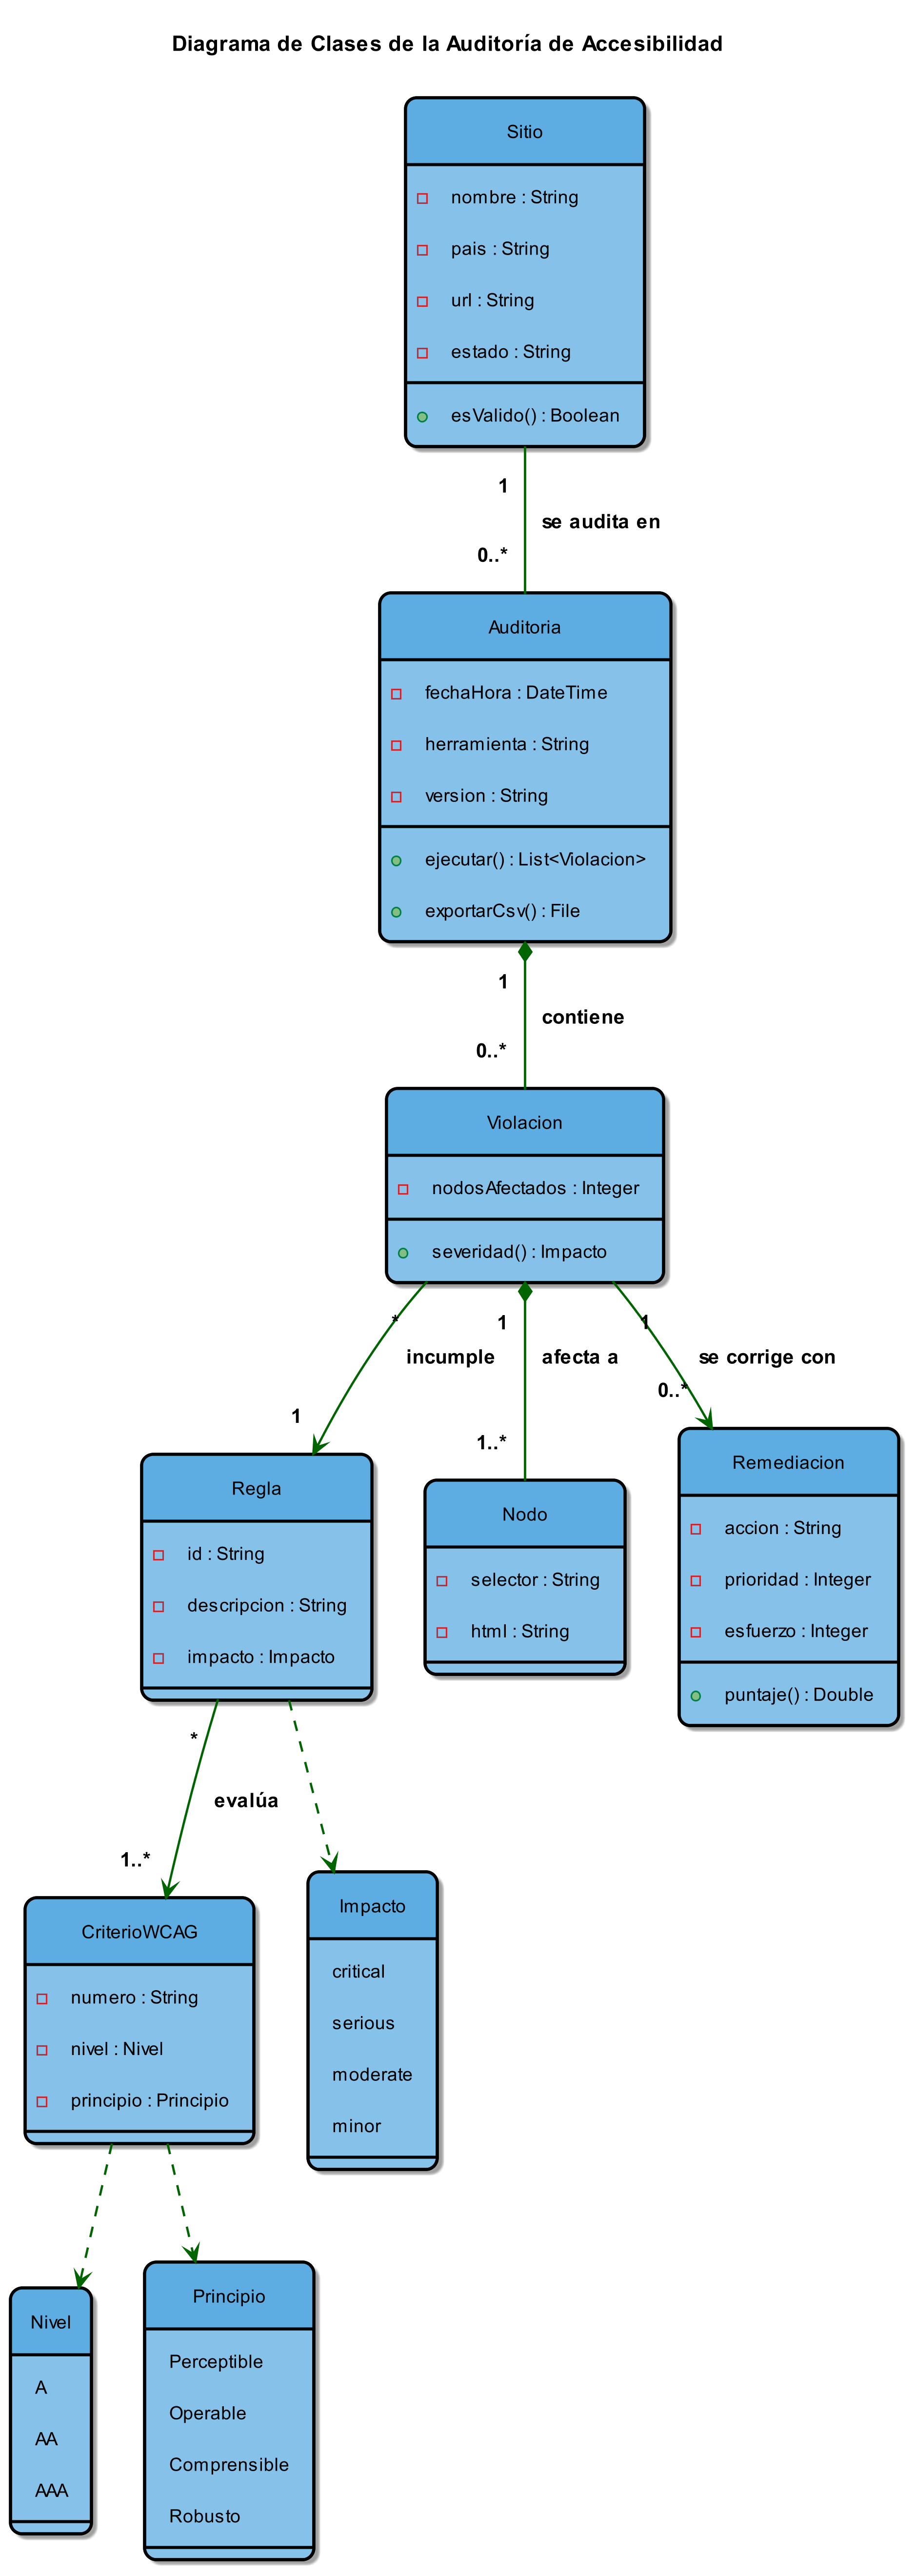 Diagrama de Clases de la Auditoría de Accesibilidad
Sitio
nombre : String
pais : String
url : String
estado : String
esValido() : Boolean
1
se audita en
0..*
Auditoria
fechaHora : DateTime
herramienta : String
version : String
ejecutar() : List<Violacion>
exportarCsv() : File
1
contiene
0..*
Violacion
nodosAfectados : Integer
severidad() : Impacto
*
incumple
1
1
afecta a
1..*
1
se corrige con
0..*
Regla
id : String
descripcion : String
impacto : Impacto
Nodo
selector : String
html : String
Remediacion
accion : String
prioridad : Integer
esfuerzo : Integer
puntaje() : Double
*
evalúa
1..*
CriterioWCAG
numero : String
nivel : Nivel
principio : Principio
Impacto
critical
serious
moderate
minor
Nivel
A
AA
AAA
Principio
Perceptible
Operable
Comprensible
Robusto